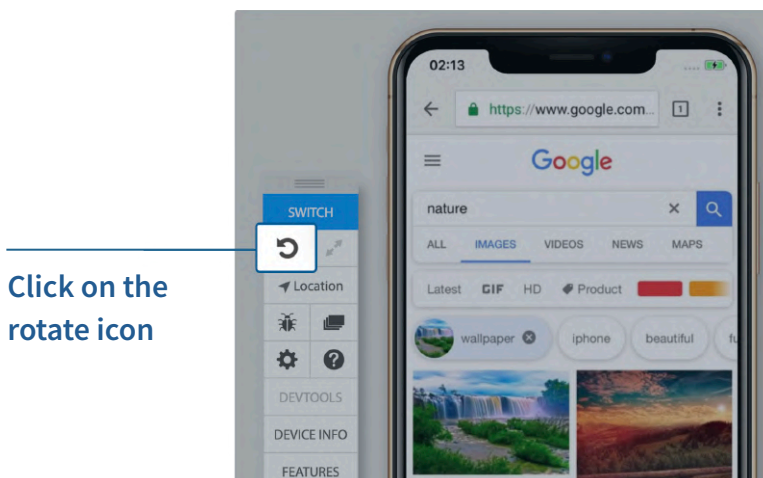 02:13
https://www.google.com...
1
Google
SWITCH
nature
ALL IMAGES VIDEOS NEWS MAPS
Click on the
rotate icon
Location
Latest GIF HD Product
wallpaper iphone beautiful fu
DEVTOOLS
DEVICE INFO
FEATURES